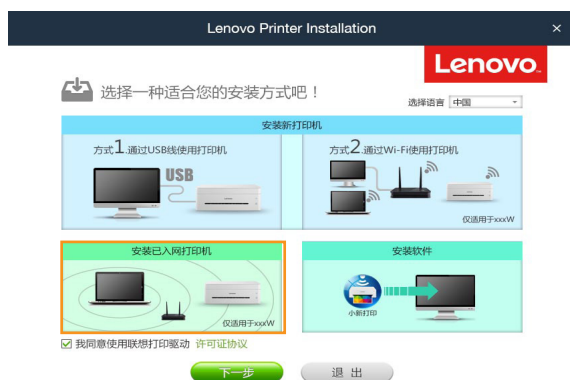 Lenovo Printer Installation
×
Lenovo
选择一种适合您的安装方式吧！
选择语言 中国
安装新打印机
方式1.通过USB线使用打印机
方式2.通过Wi-Fi使用打印机
USB
仅适用于xxxW
安装已入网打印机
安装软件
小新打印
仅适用于xxxW
我同意使用联想打印驱动 许可证协议
下一步
退 出